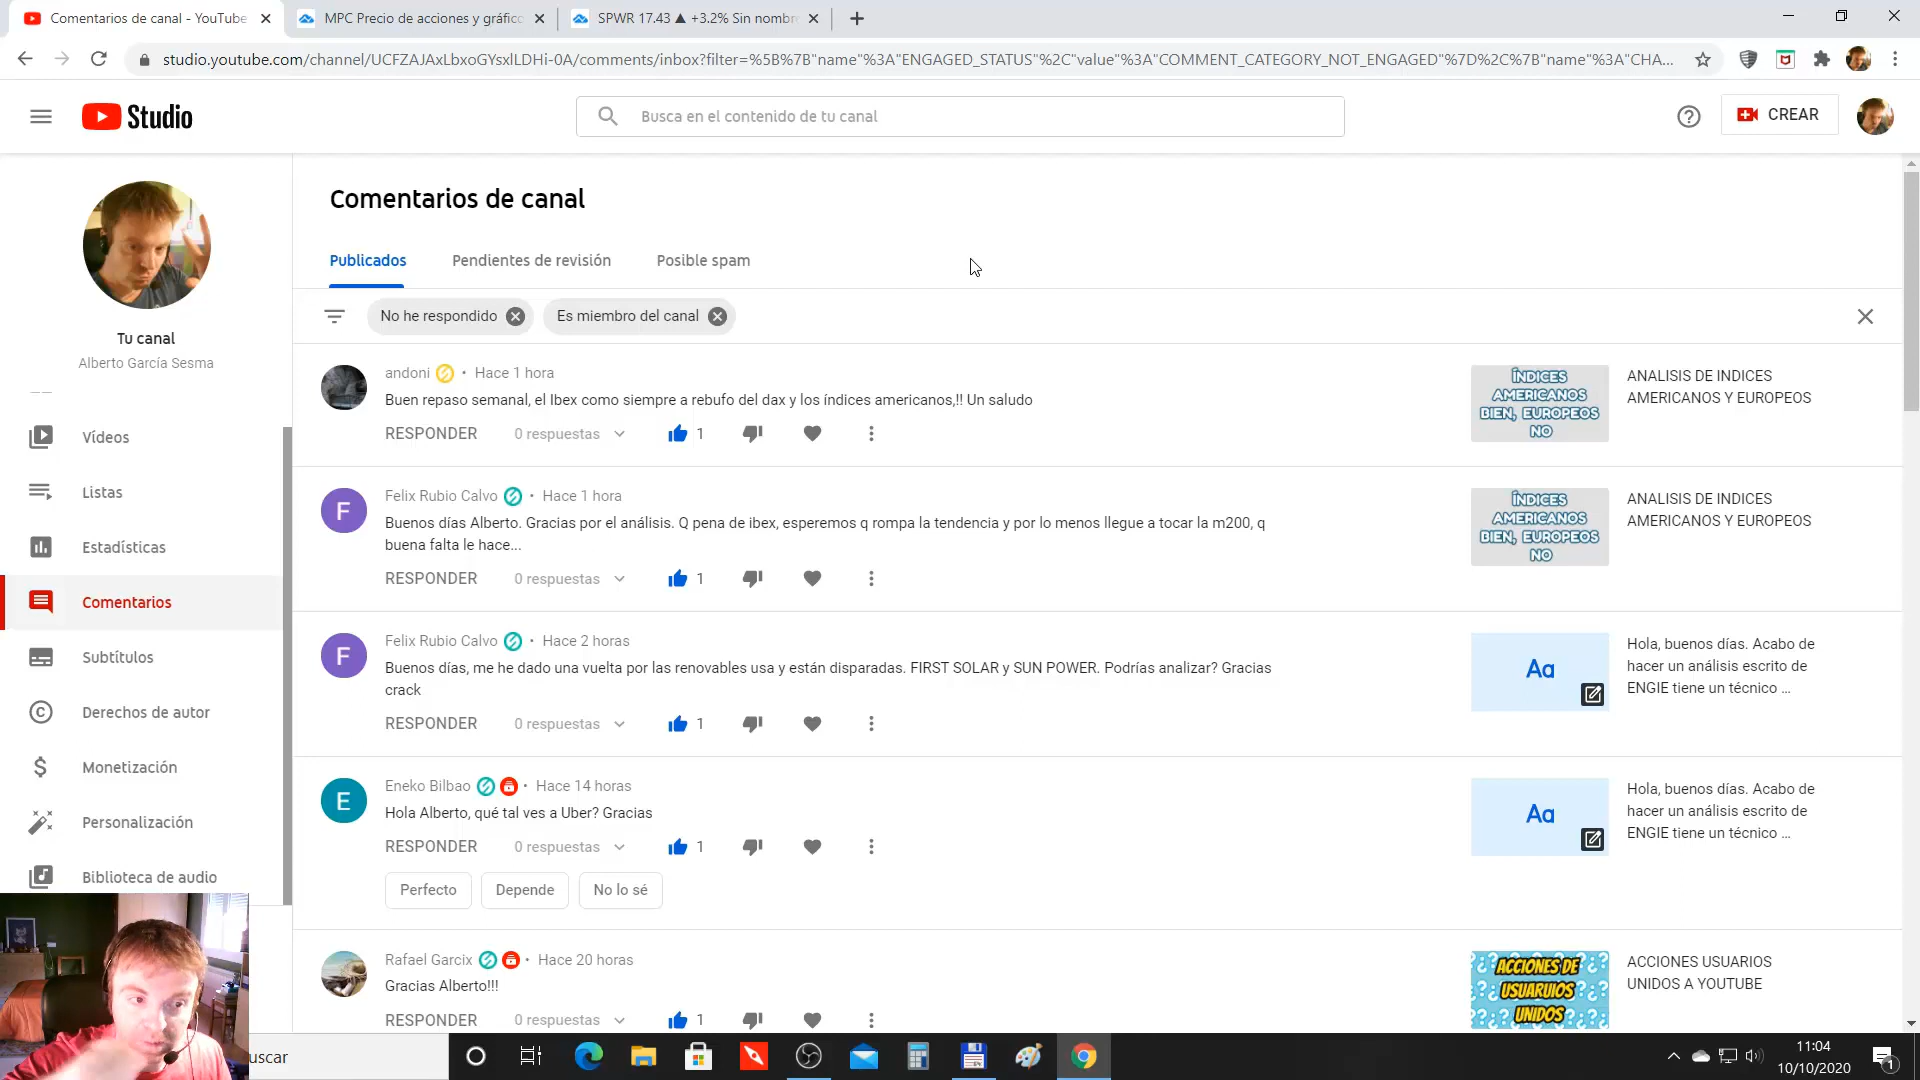 Comentarios de canal - YouTube
MPC Precio de acciones y gráfico
SPWR 17.43 ▲ +3.2% Sin nombr
studio.youtube.com/channel/UCFZAJAxLbxoGYsxlLDHi-0A/comments/inbox?filter=%5B%7B"name"%3A"ENGAGED_STATUS"%2C"value"%3A"COMMENT_CATEGORY_NOT_ENGAGED"%7D%2C%7B"name"%3A"CHA...
Studio
Busca en el contenido de tu canal
CREAR
Tu canal
Alberto García Sesma
Vídeos
Listas
Estadísticas
Comentarios
Subtítulos
Derechos de autor
Monetización
Personalización
Biblioteca de audio
Comentarios de canal
Publicados
Pendientes de revisión
Posible spam
No he respondido
Es miembro del canal
andoni • Hace 1 hora
Buen repaso semanal, el Ibex como siempre a rebufo del dax y los índices americanos,!! Un saludo
RESPONDER 0 respuestas 1
ÍNDICES
AMERICANOS
BIEN, EUROPEOS
NO
ANALISIS DE INDICES
AMERICANOS Y EUROPEOS
Felix Rubio Calvo • Hace 1 hora
Buenos días Alberto. Gracias por el análisis. Q pena de ibex, esperemos q rompa la tendencia y por lo menos llegue a tocar la m200, q
buena falta le hace...
RESPONDER 0 respuestas 1
F
ÍNDICES
AMERICANOS
BIEN, EUROPEOS
NO
ANALISIS DE INDICES
AMERICANOS Y EUROPEOS
Felix Rubio Calvo • Hace 2 horas
Buenos días, me he dado una vuelta por las renovables usa y están disparadas. FIRST SOLAR y SUN POWER. Podrías analizar? Gracias
crack
RESPONDER 0 respuestas 1
F
Aa
Hola, buenos días. Acabo de
hacer un análisis escrito de
ENGIE tiene un técnico ...
Eneko Bilbao • Hace 14 horas
Hola Alberto, qué tal ves a Uber? Gracias
RESPONDER 0 respuestas 1
Perfecto
Depende
No lo sé
E
Aa
Hola, buenos días. Acabo de
hacer un análisis escrito de
ENGIE tiene un técnico ...
Rafael Garcix • Hace 20 horas
Gracias Alberto!!!
RESPONDER 0 respuestas 1
ACCIONES DE
USUARUIOS
UNIDOS
ACCIONES USUARIOS
UNIDOS A YOUTUBE
uscar
11:04
10/10/2020
1